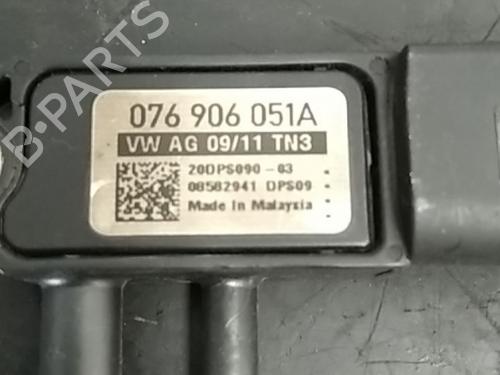 076 906 051A
VW AG 09/11 TN3
20DPS090-03
08582941 DPS09
Made In Malaysia
B-PARTS